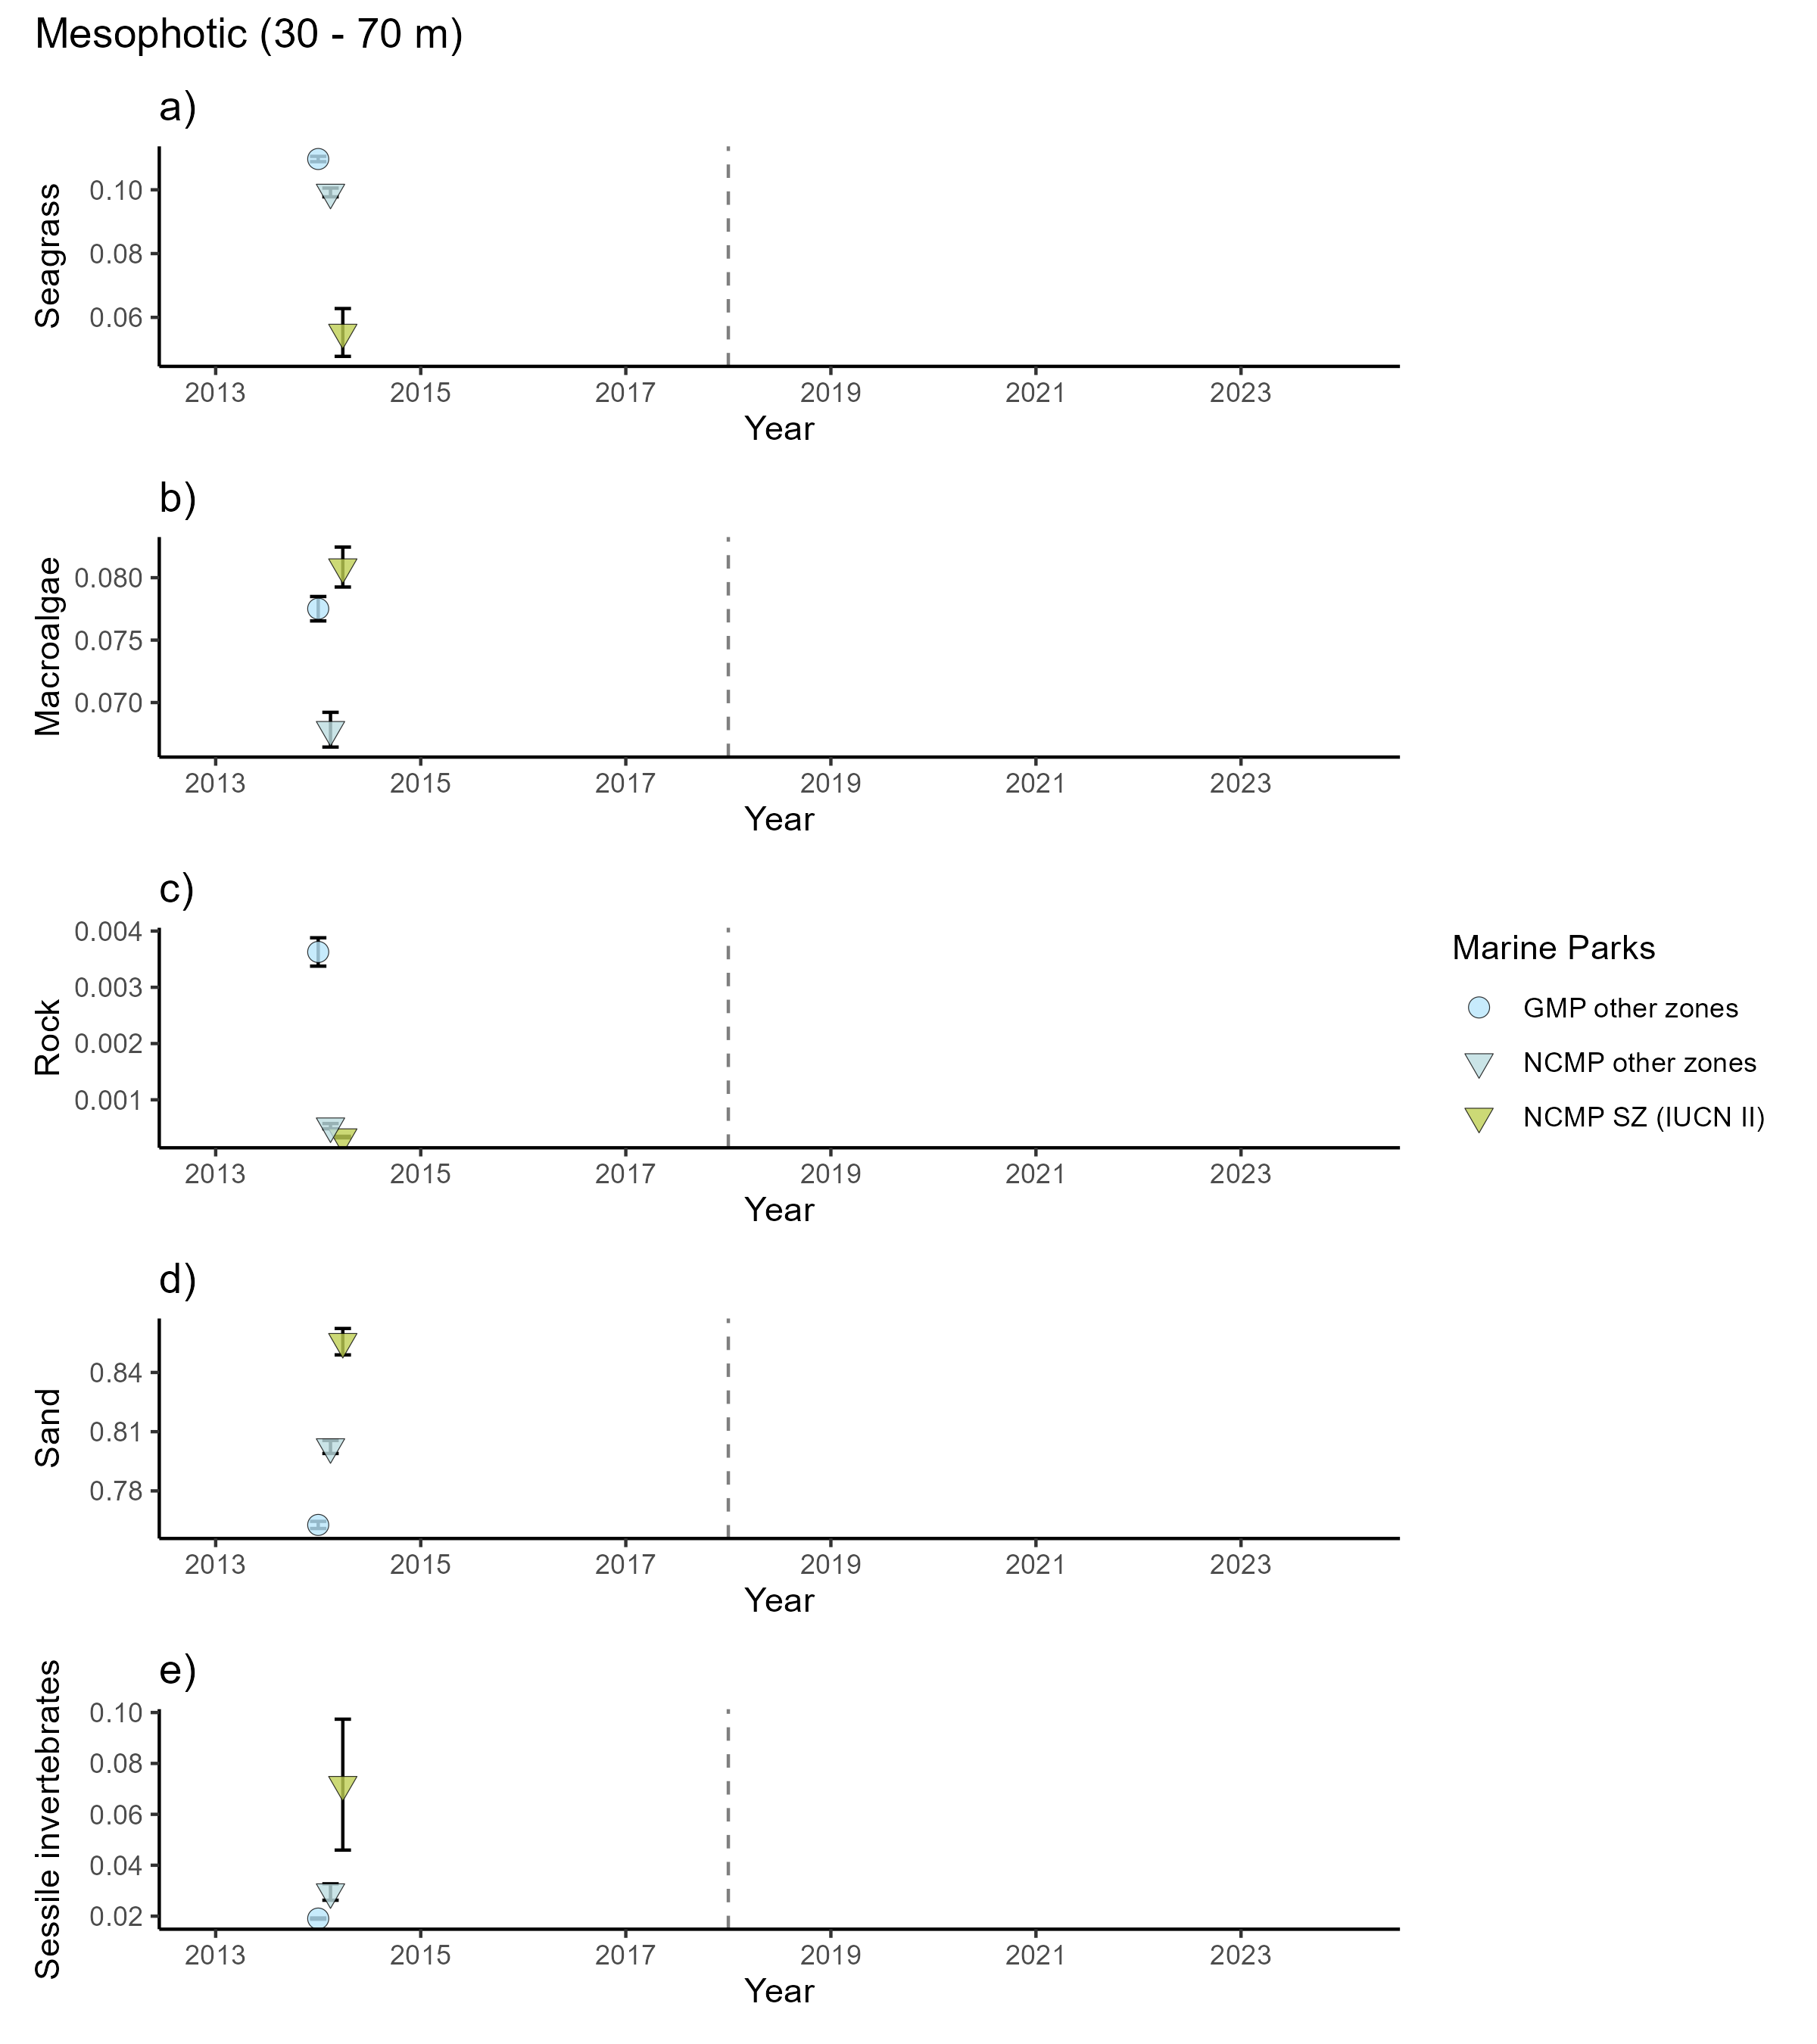 Mesophotic (30 - 70 m)
a)
Seagrass
0.10
0.08
0.06
2013 2015 2017 2019 2021 2023
Year
b)
Macroalgae
0.080
0.075
0.070
2013 2015 2017 2019 2021 2023
Year
c)
Rock
0.004
0.003
0.002
0.001
2013 2015 2017 2019 2021 2023
Year
Marine Parks
GMP other zones
NCMP other zones
NCMP SZ (IUCN II)
d)
Sand
0.84
0.81
0.78
2013 2015 2017 2019 2021 2023
Year
e)
Sessile invertebrates
0.10
0.08
0.06
0.04
0.02
2013 2015 2017 2019 2021 2023
Year